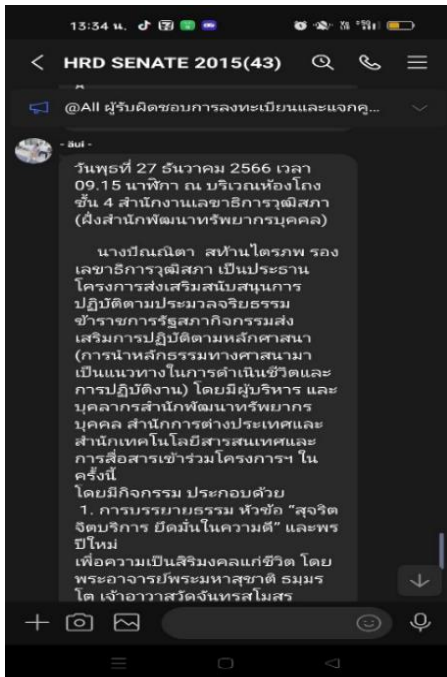 13:34 น.
HRD SENATE 2015(43)
@All ผู้รับผิดชอบการลงทะเบียนและแจกคู...
วันพุธที่ 27 ธันวาคม 2566 เวลา
09.15 นาฬิกา ณ บริเวณห้องโถง
ชั้น 4 สำนักงานเลขาธิการวุฒิสภา
(ฝั่งสำนักพัฒนาทรัพยากรบุคคล)
นางปัณณิตา สท้านไตรภพ รอง
เลขาธิการวุฒิสภา เป็นประธาน
โครงการส่งเสริมสนับสนุนการ
ปฏิบัติตามประมวลจริยธรรม
ข้าราชการรัฐสภากิจกรรมส่ง
เสริมการปฏิบัติตามหลักศาสนา
(การนำหลักธรรมทางศาสนามา
เป็นแนวทางในการดำเนินชีวิตและ
การปฏิบัติงาน) โดยมีผู้บริหาร และ
บุคลากรสำนักพัฒนาทรัพยากร
บุคคล สำนักการต่างประเทศและ
สำนักเทคโนโลยีสารสนเทศและ
การสื่อสารเข้าร่วมโครงการฯ ใน
ครั้งนี้
โดยมีกิจกรรม ประกอบด้วย
1. การบรรยายธรรม หัวข้อ “สุจริต
จิตบริการ ยึดมั่นในความดี” และพร
ปีใหม่
เพื่อความเป็นสิริมงคลแก่ชีวิต โดย
พระอาจารย์พระมหาสุชาติ ธมฺมร
โต เจ้าอาวาสวัดจันทรสโมสร